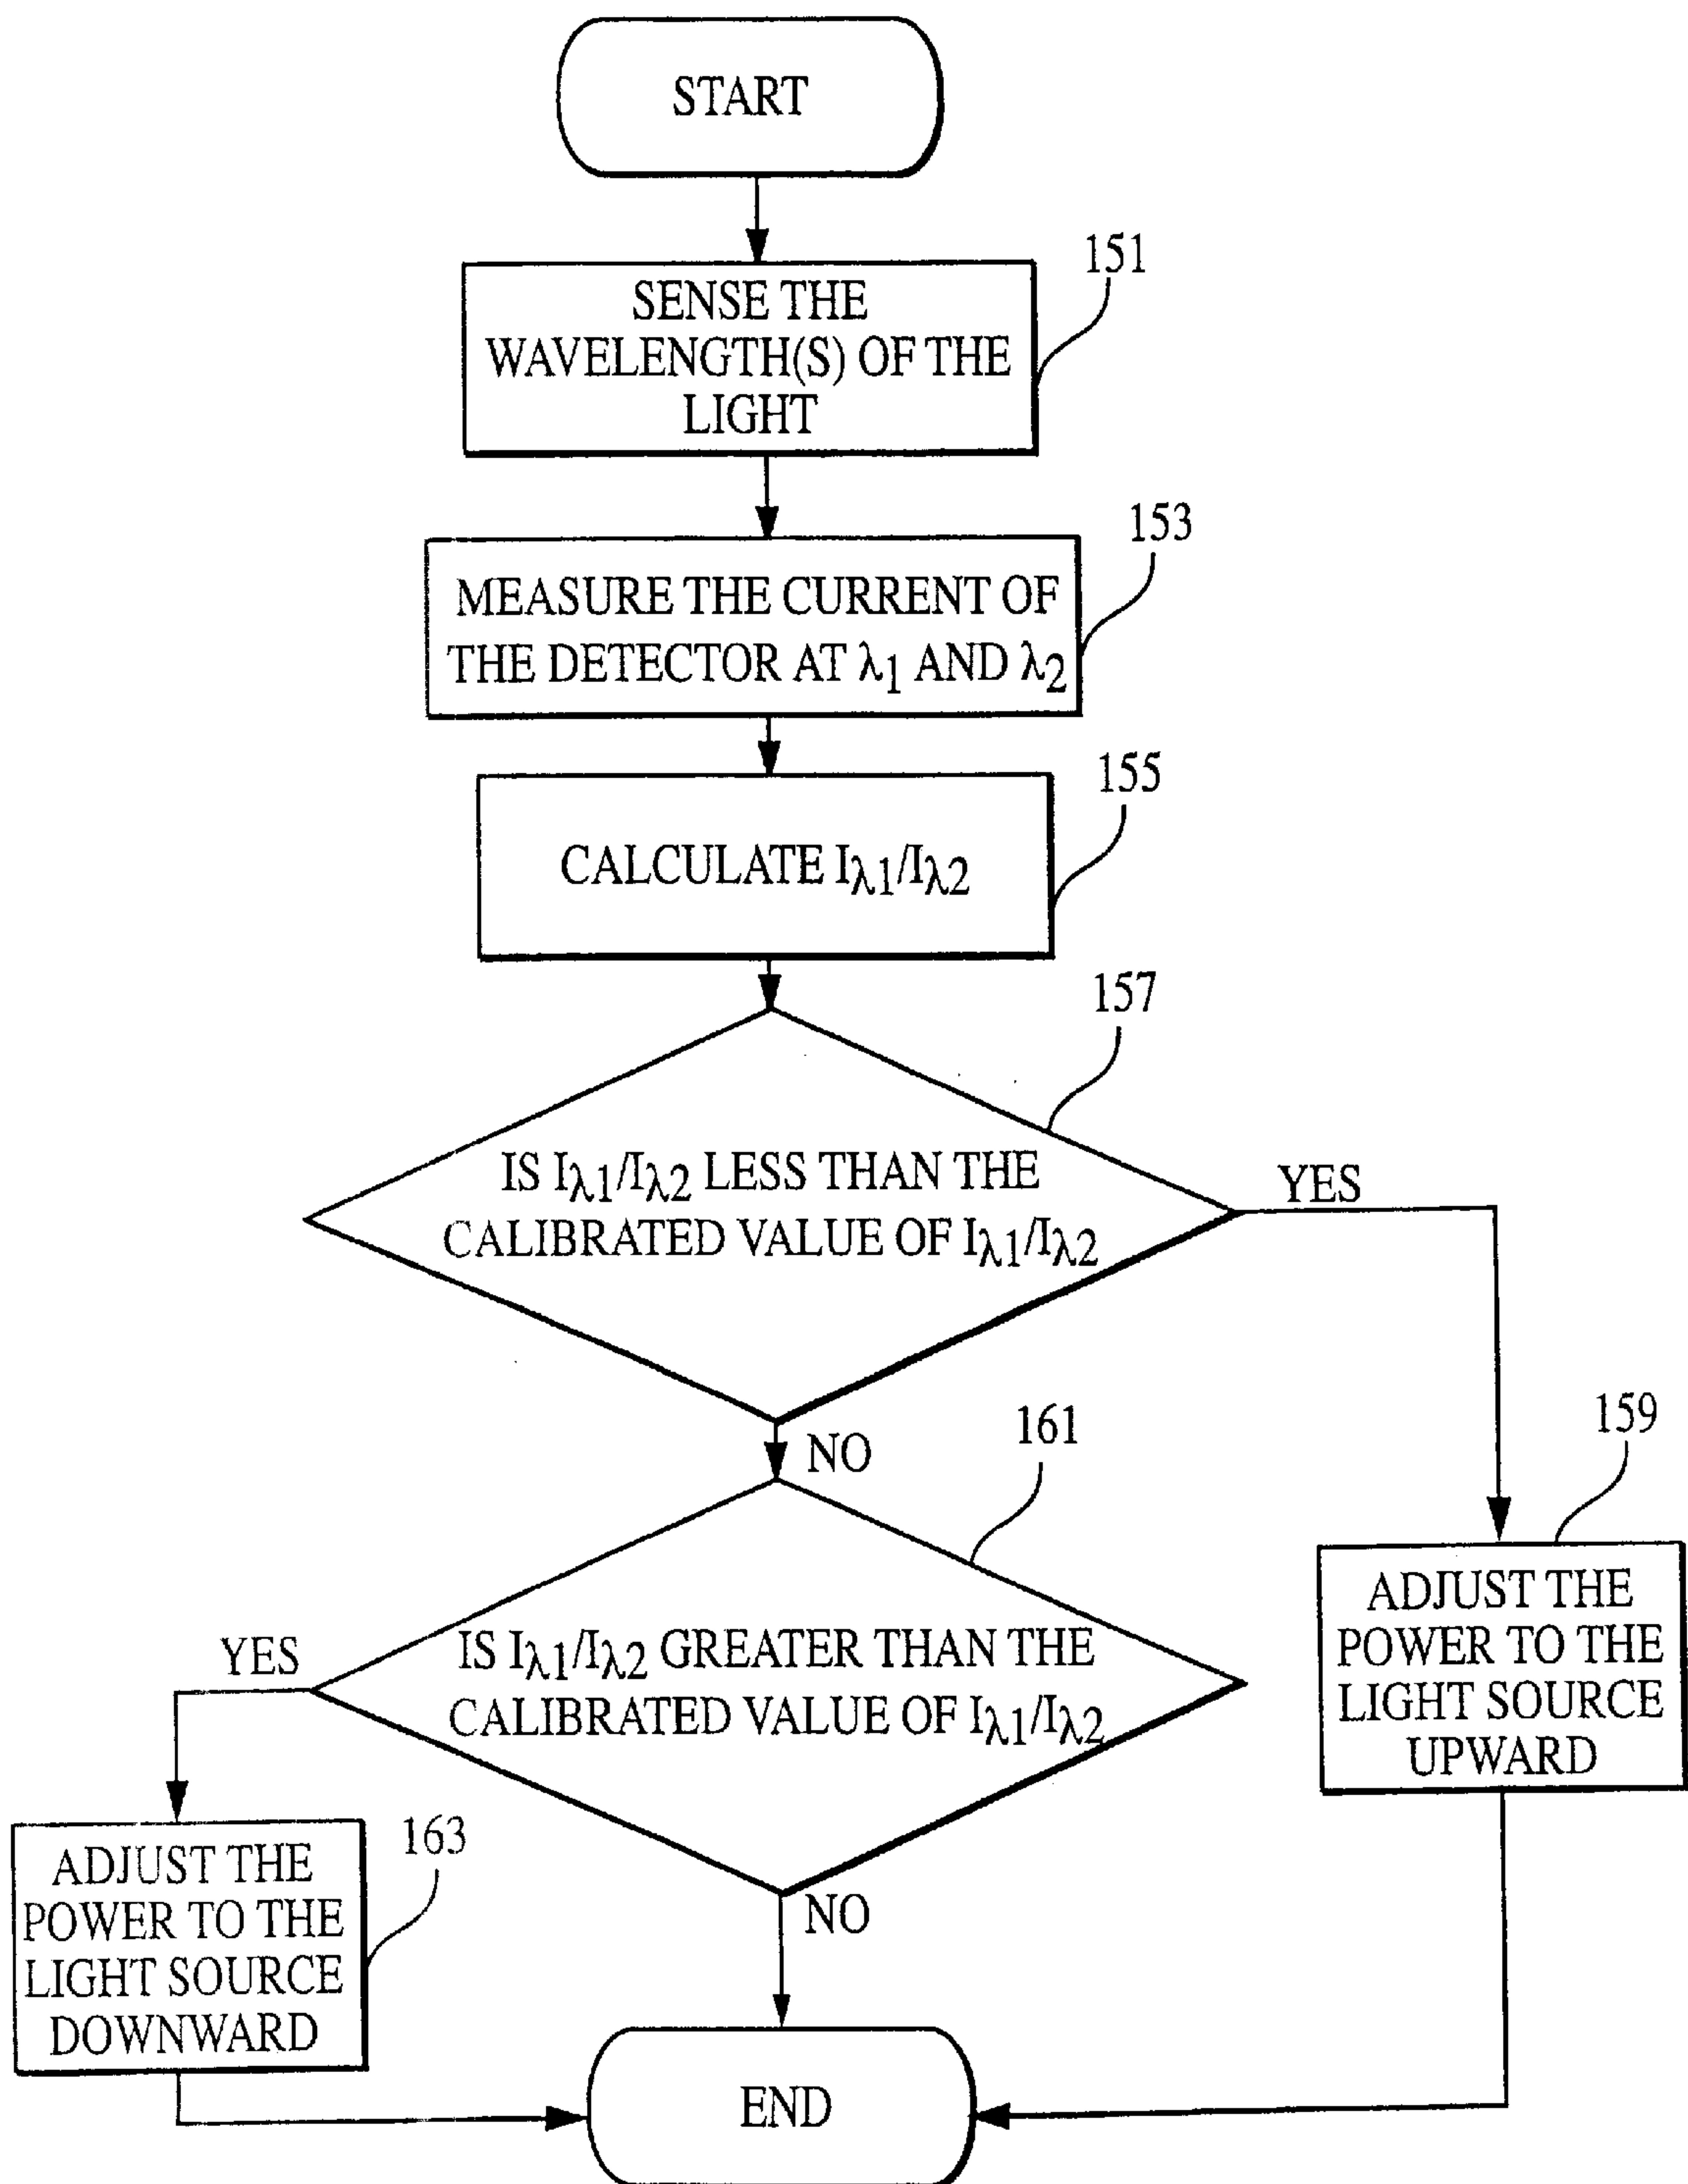 START
151
SENSE THE
WAVELENGTH(S) OF THE
LIGHT
153
MEASURE THE CURRENT OF
THE DETECTOR AT λ1 AND λ2
155
CALCULATE Iλ1/Iλ2
157
IS Iλ1/Iλ2 LESS THAN THE
CALIBRATED VALUE OF Iλ1/Iλ2
YES
NO
161
159
IS Iλ1/Iλ2 GREATER THAN THE
CALIBRATED VALUE OF Iλ1/Iλ2
YES
ADJUST THE
POWER TO THE
LIGHT SOURCE
UPWARD
163
ADJUST THE
POWER TO THE
LIGHT SOURCE
DOWNWARD
NO
END